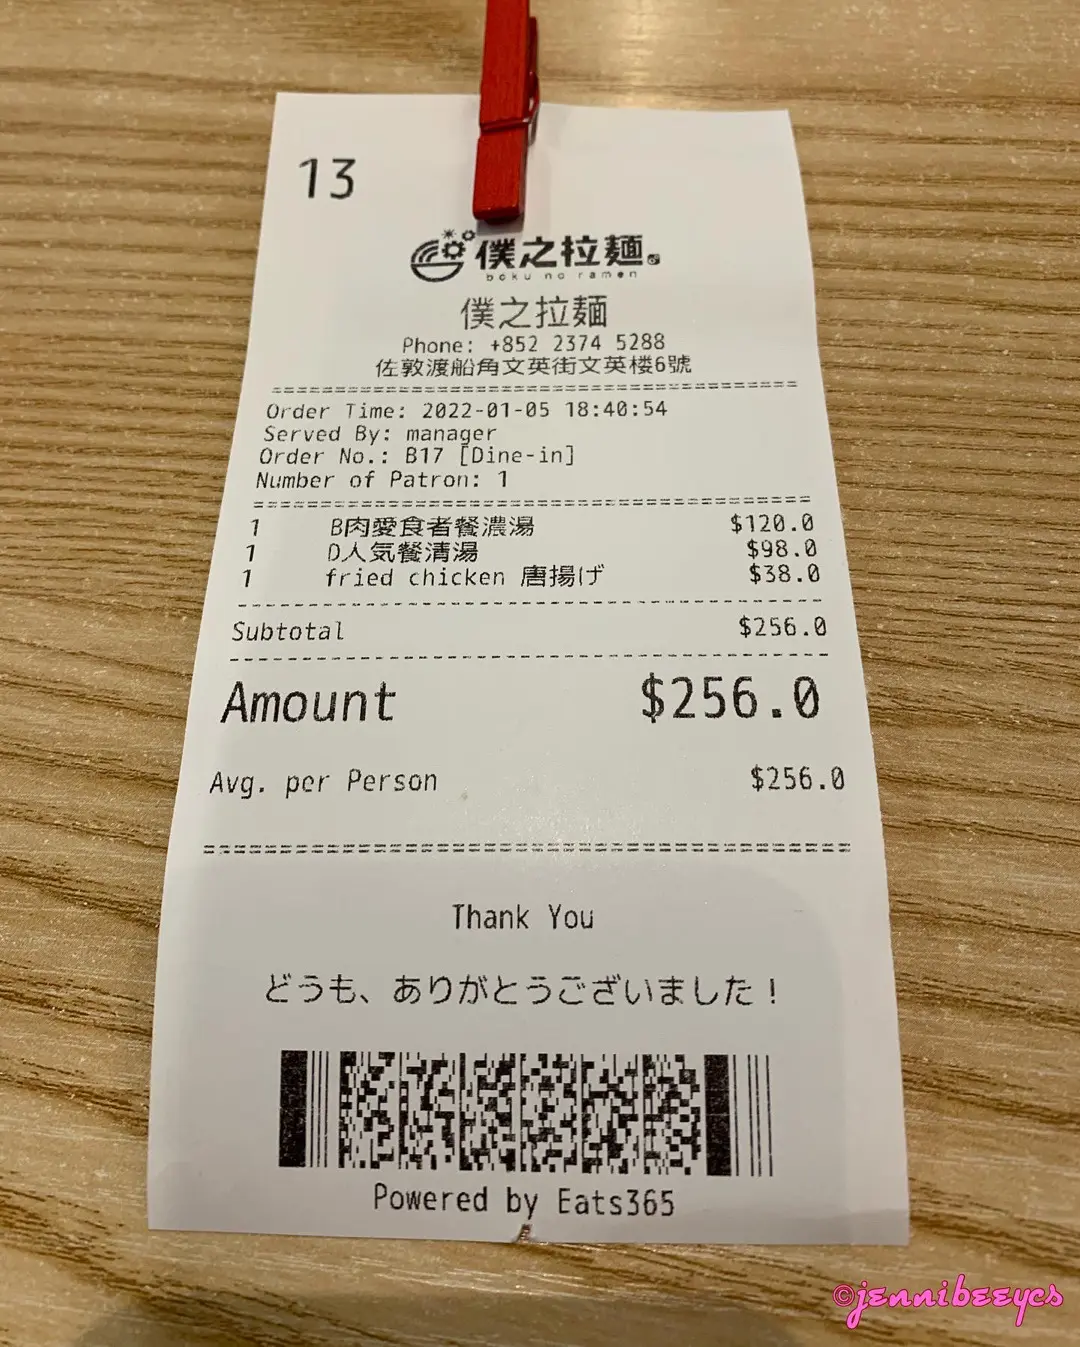 13
僕之拉麺
boku no ramen
僕之拉麺
Phone: +852 2374 5288
佐敦渡船角文英街文英楼6號
Order Time: 2022-01-05 18:40:54
Served By: manager
Order No.: B17 [Dine-in]
Number of Patron: 1
1 B肉愛食者餐濃湯 $120.0
1 D人気餐清湯 $98.0
1 fried chicken 唐揚げ $38.0
Subtotal $256.0
Amount $256.0
Avg. per Person $256.0
Thank You
どうも、ありがとうございました！
Powered by Eats365
©jennibeeycs